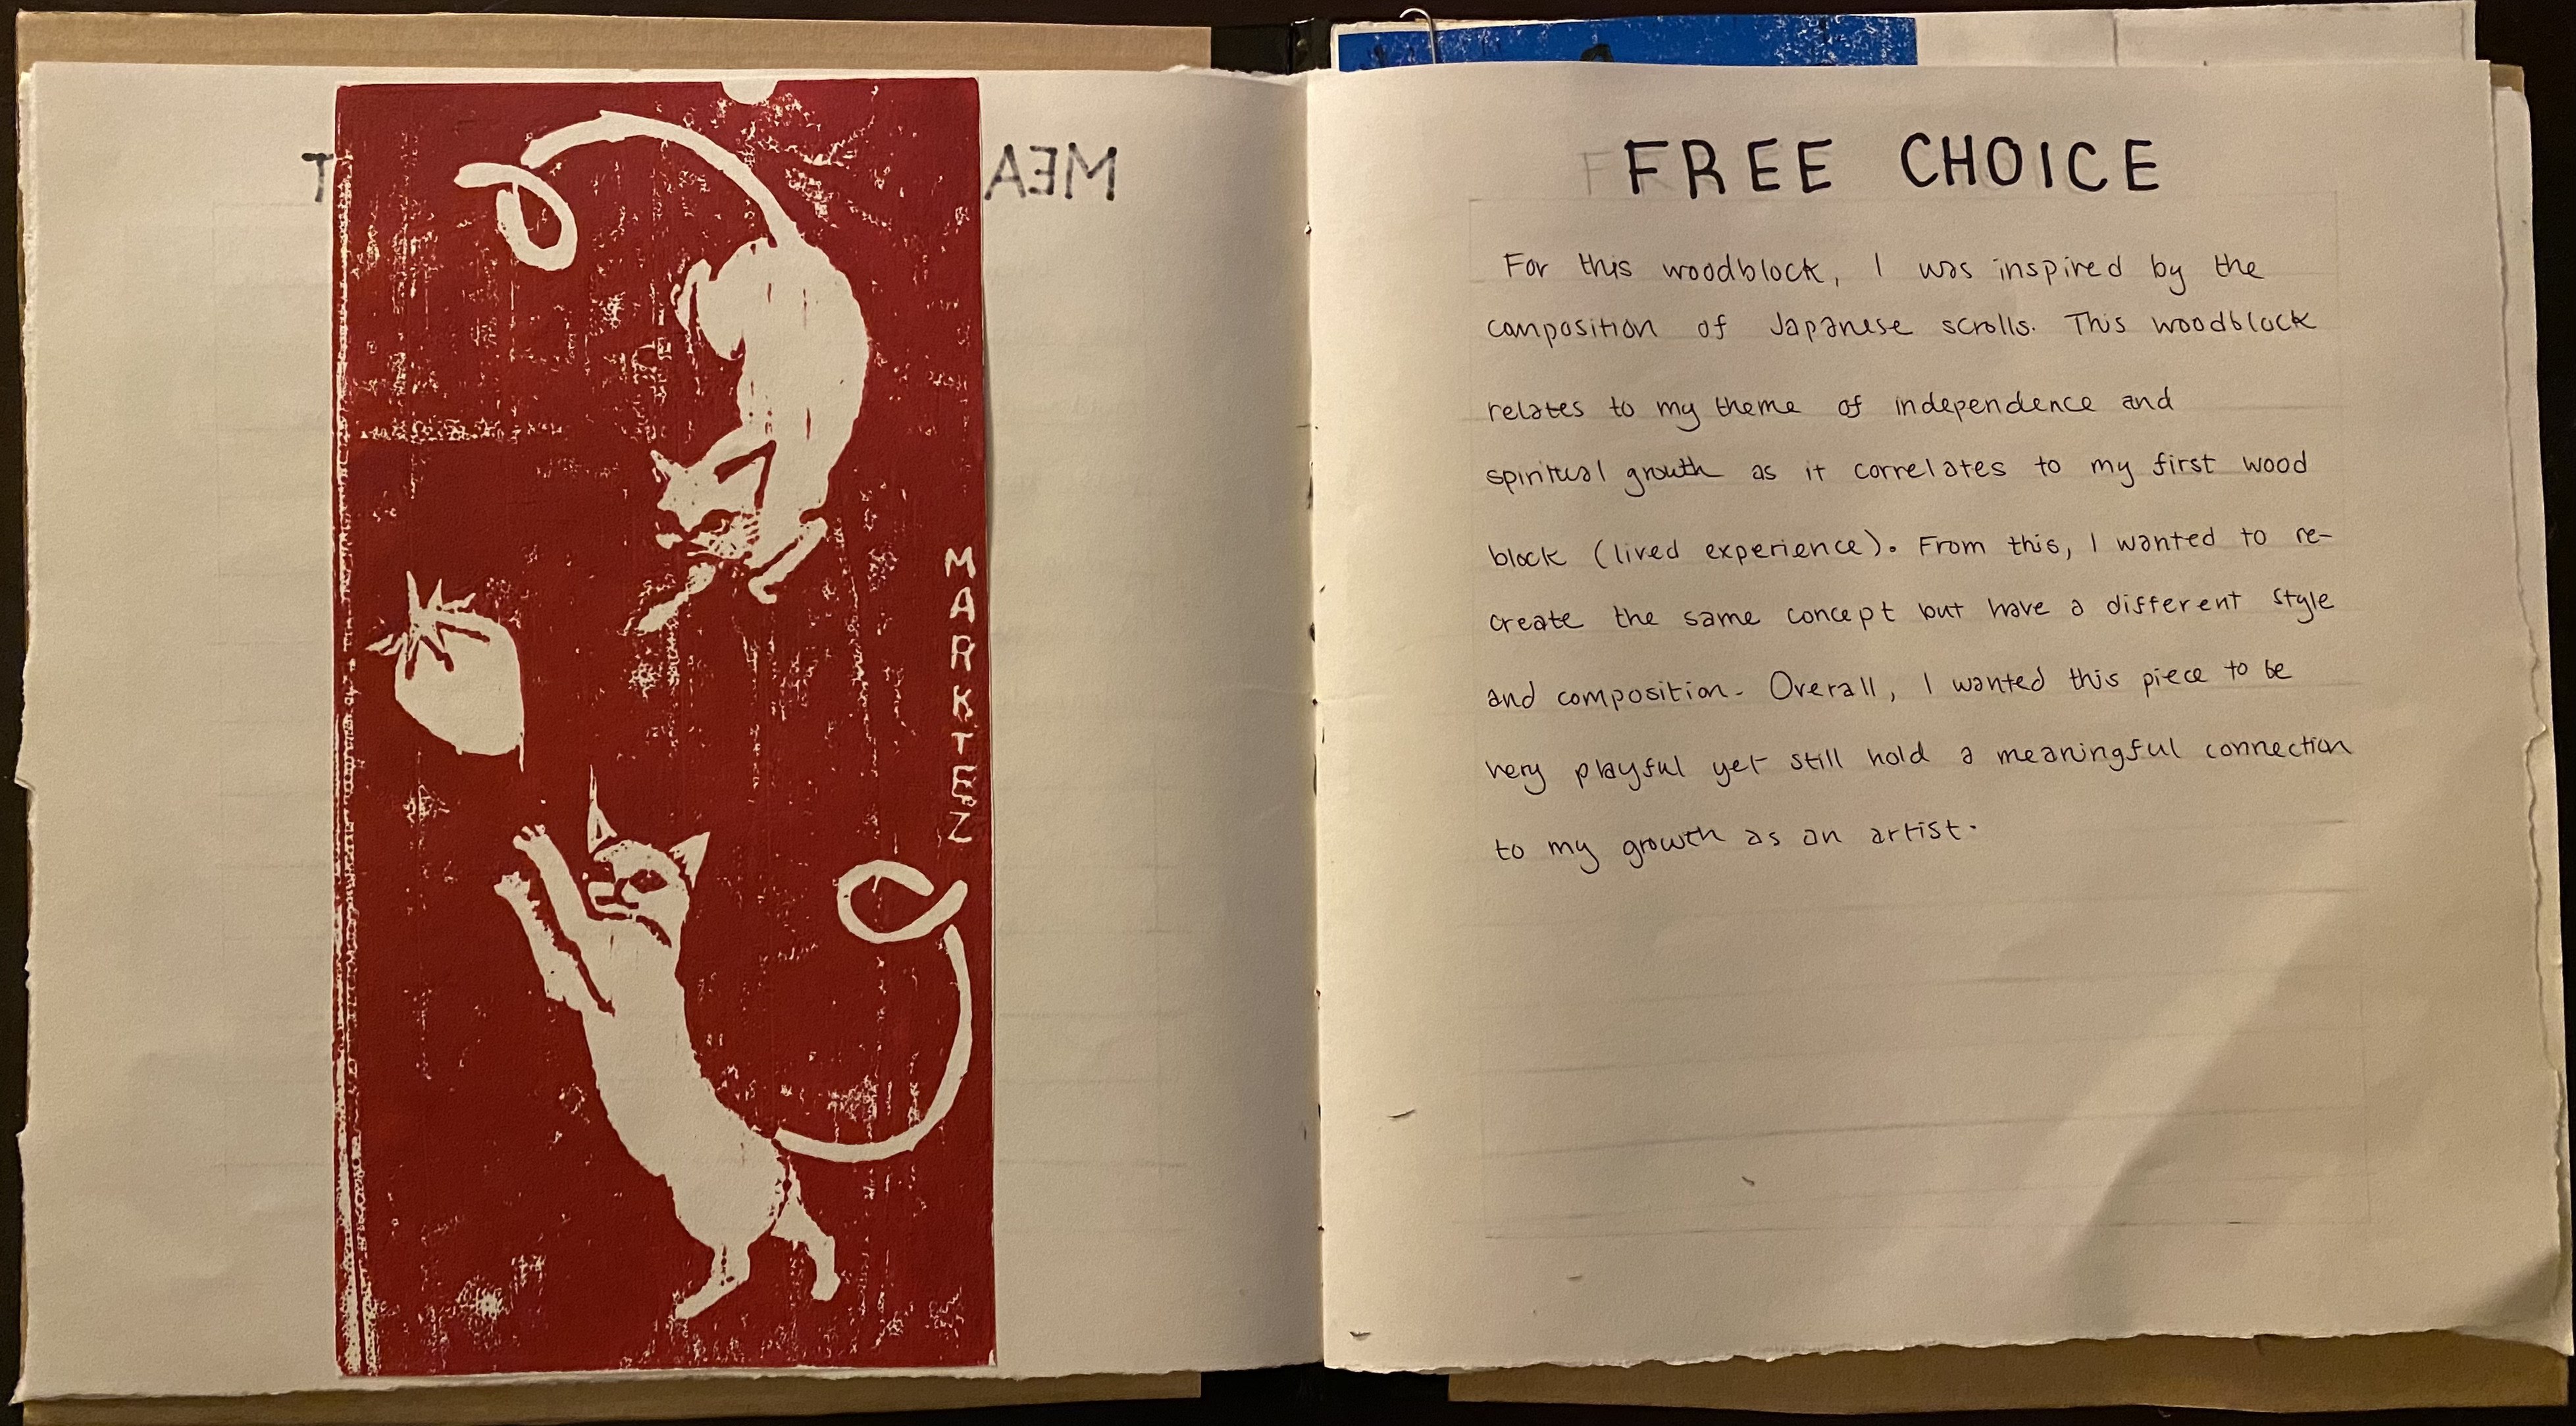 MEA T
MARKTEZ
FREE CHOICE
For this woodblock, I was inspired by the
composition of Japanese scrolls. This woodblock
relates to my theme of independence and
spiritual growth as it correlates to my first wood
block (lived experience). From this, I wanted to re-
create the same concept but have a different style
and composition. Overall, I wanted this piece to be
very playful yet still hold a meaningful connection
to my growth as an artist.